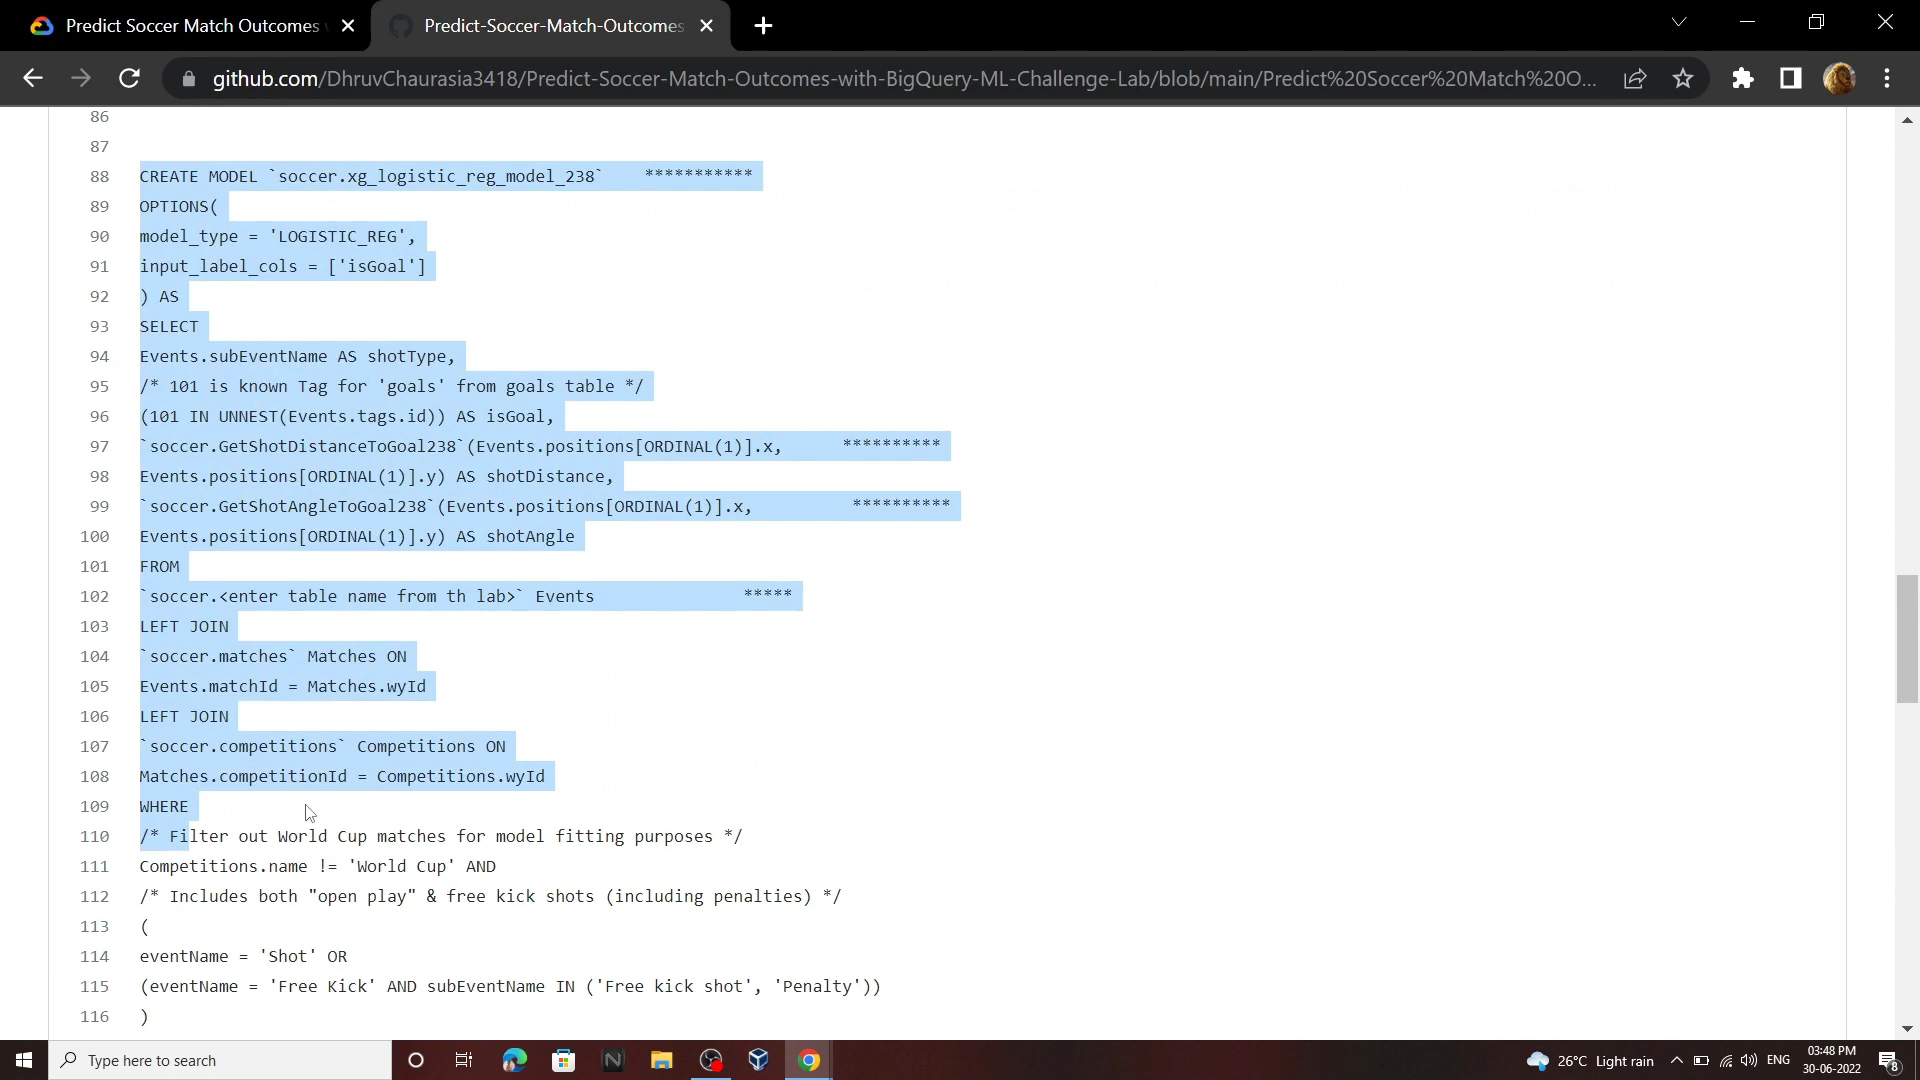 Predict Soccer Match Outcomes
Predict-Soccer-Match-Outcomes
github.com/DhruvChaurasia3418/Predict-Soccer-Match-Outcomes-with-BigQuery-ML-Challenge-Lab/blob/main/Predict%20Soccer%20Match%20O...
86
87
88 CREATE MODEL `soccer.xg_logistic_reg_model_238` ***********
89 OPTIONS(
90 model_type = 'LOGISTIC_REG',
91 input_label_cols = ['isGoal']
92 ) AS
93 SELECT
94 Events.subEventName AS shotType,
95 /* 101 is known Tag for 'goals' from goals table */
96 (101 IN UNNEST(Events.tags.id)) AS isGoal,
97 `soccer.GetShotDistanceToGoal238`(Events.positions[ORDINAL(1)].x, **********
98 Events.positions[ORDINAL(1)].y) AS shotDistance,
99 `soccer.GetShotAngleToGoal238`(Events.positions[ORDINAL(1)].x, **********
100 Events.positions[ORDINAL(1)].y) AS shotAngle
101 FROM
102 `soccer.<enter table name from th lab>` Events *****
103 LEFT JOIN
104 `soccer.matches` Matches ON
105 Events.matchId = Matches.wyId
106 LEFT JOIN
107 `soccer.competitions` Competitions ON
108 Matches.competitionId = Competitions.wyId
109 WHERE
110 /* Filter out World Cup matches for model fitting purposes */
111 Competitions.name != 'World Cup' AND
112 /* Includes both "open play" & free kick shots (including penalties) */
113 (
114 eventName = 'Shot' OR
115 (eventName = 'Free Kick' AND subEventName IN ('Free kick shot', 'Penalty'))
116 )
Type here to search
26°C Light rain
ENG
03:48 PM
30-06-2022
8